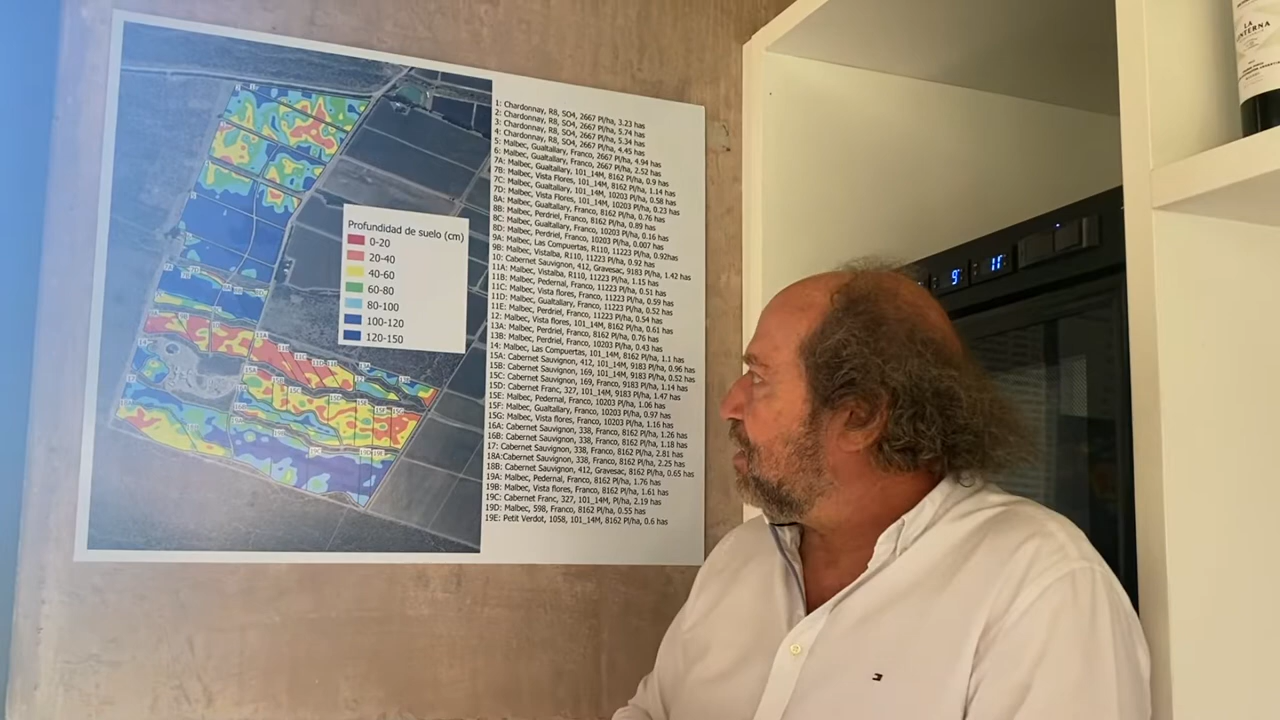 Profundidad de suelo (cm)
0-20
20-40
40-60
60-80
80-100
100-120
120-150
1: Chardonnay, R8, SO4, 2667 Pl/ha, 3.23 has
2: Chardonnay, R8, SO4, 2667 Pl/ha, 5.74 has
3: Chardonnay, R8, SO4, 2667 Pl/ha, 5.34 has
4: Chardonnay, R8, SO4, 2667 Pl/ha, 4.45 has
5: Malbec, Gualtallary, Franco, 2667 Pl/ha, 4.94 has
6: Malbec, Gualtallary, Franco, 2667 Pl/ha, 2.52 has
7A: Malbec, Gualtallary, 101_14M, 8162 Pl/ha, 0.9 has
7B: Malbec, Vista Flores, 101_14M, 8162 Pl/ha, 1.14 has
7C: Malbec, Gualtallary, 101_14M, 10203 Pl/ha, 0.58 has
7D: Malbec, Vista Flores, 101_14M, 10203 Pl/ha, 0.23 has
8A: Malbec, Gualtallary, Franco, 8162 Pl/ha, 0.76 has
8B: Malbec, Perdriel, Franco, 8162 Pl/ha, 0.89 has
8C: Malbec, Gualtallary, Franco, 10203 Pl/ha, 0.16 has
8D: Malbec, Perdriel, Franco, 10203 Pl/ha, 0.007 has
9A: Malbec, Las Compuertas, R110, 11223 Pl/ha, 0.92has
9B: Malbec, Vistalba, R110, 11223 Pl/ha, 0.92 has
10: Cabernet Sauvignon, 412, Gravesac, 9183 Pl/ha, 1.42 has
11A: Malbec, Vistalba, R110, 11223 Pl/ha, 1.15 has
11B: Malbec, Pedernal, Franco, 11223 Pl/ha, 0.51 has
11C: Malbec, Vista flores, Franco, 11223 Pl/ha, 0.59 has
11D: Malbec, Gualtallary, Franco, 11223 Pl/ha, 0.52 has
11E: Malbec, Perdriel, Franco, 11223 Pl/ha, 0.54 has
12: Malbec, Vista flores, 101_14M, 8162 Pl/ha, 0.61 has
13A: Malbec, Perdriel, Franco, 8162 Pl/ha, 0.76 has
13B: Malbec, Perdriel, Franco, 10203 Pl/ha, 0.43 has
14: Malbec, Las Compuertas, 101_14M, 8162 Pl/ha, 1.1 has
15A: Cabernet Sauvignon, 412, 101_14M, 9183 Pl/ha, 0.96 has
15B: Cabernet Sauvignon, 169, 101_14M, 9183 Pl/ha, 0.52 has
15C: Cabernet Sauvignon, 169, Franco, 9183 Pl/ha, 1.14 has
15D: Cabernet Franc, 327, 101_14M, 9183 Pl/ha, 1.47 has
15E: Malbec, Pedernal, Franco, 10203 Pl/ha, 1.06 has
15F: Malbec, Gualtallary, Franco, 10203 Pl/ha, 0.97 has
15G: Malbec, Vista flores, Franco, 10203 Pl/ha, 1.16 has
16A: Cabernet Sauvignon, 338, Franco, 8162 Pl/ha, 1.26 has
16B: Cabernet Sauvignon, 338, Franco, 8162 Pl/ha, 1.18 has
17: Cabernet Sauvignon, 338, Franco, 8162 Pl/ha, 2.81 has
18A:Cabernet Sauvignon, 338, Franco, 8162 Pl/ha, 2.25 has
18B: Cabernet Sauvignon, 412, Gravesac, 8162 Pl/ha, 0.65 has
19A: Malbec, Pedernal, Franco, 8162 Pl/ha, 1.76 has
19B: Malbec, Vista flores, Franco, 8162 Pl/ha, 1.61 has
19C: Cabernet Franc, 327, 101_14M, Pl/ha, 2.19 has
19D: Malbec, 598, Franco, 8162 Pl/ha, 0.55 has
19E: Petit Verdot, 1058, 101_14M, 8162 Pl/ha, 0.6 has
9°
11°
LA